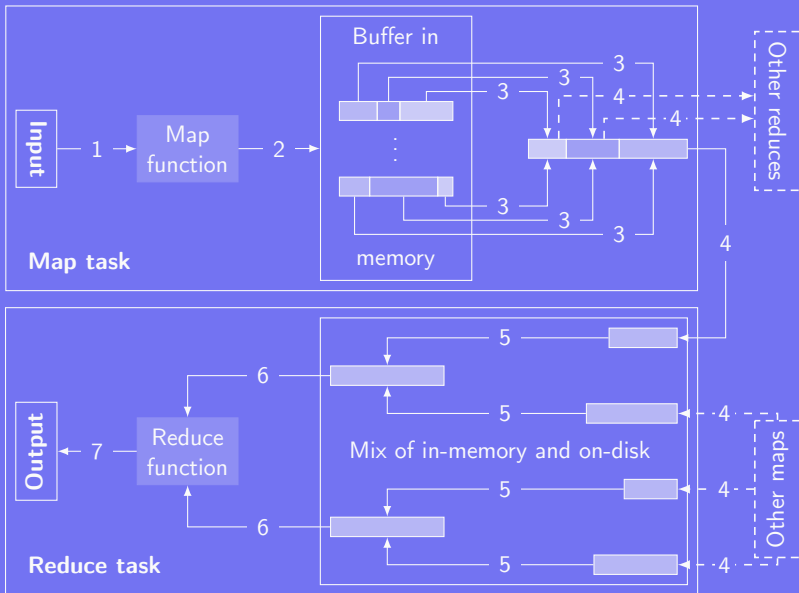 Buffer in
3
3
3
4
4
Other reduces
Input
1
Map
function
2
⋮
3
3
3
memory
Map task
4
5
6
5
4
Output
7
Reduce
function
Mix of in-memory and on-disk
Other maps
5
4
6
5
4
Reduce task